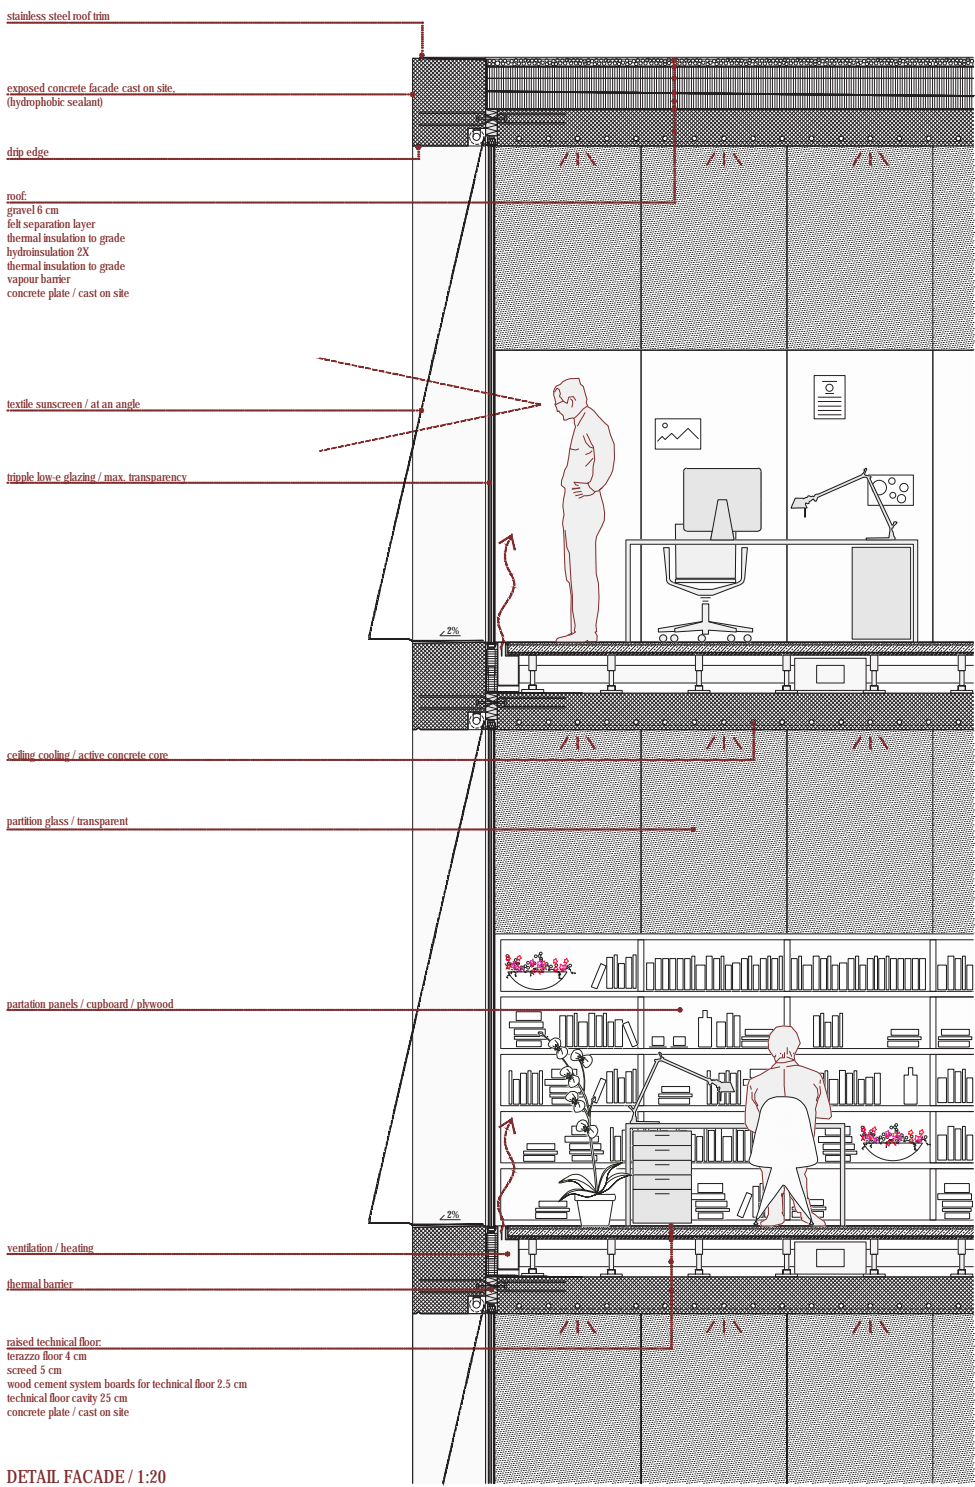 stainless steel roof trim
exposed concrete facade cast on site,
(hydrophobic sealant)
drip edge
roof:
gravel 6 cm
felt separation layer
thermal insulation to grade
hydroinsulation 2X
thermal insulation to grade
vapour barrier
concrete plate / cast on site
textile sunscreen / at an angle
tripple low-e glazing / max. transparency
2%
ceiling cooling / active concrete core
partition glass / transparent
partation panels / cupboard / plywood
2%
ventilation / heating
thermal barrier
raised technical floor:
terazzo floor 4 cm
screed 5 cm
wood cement system boards for technical floor 2.5 cm
technical floor cavity 25 cm
concrete plate / cast on site
DETAIL FACADE / 1:20